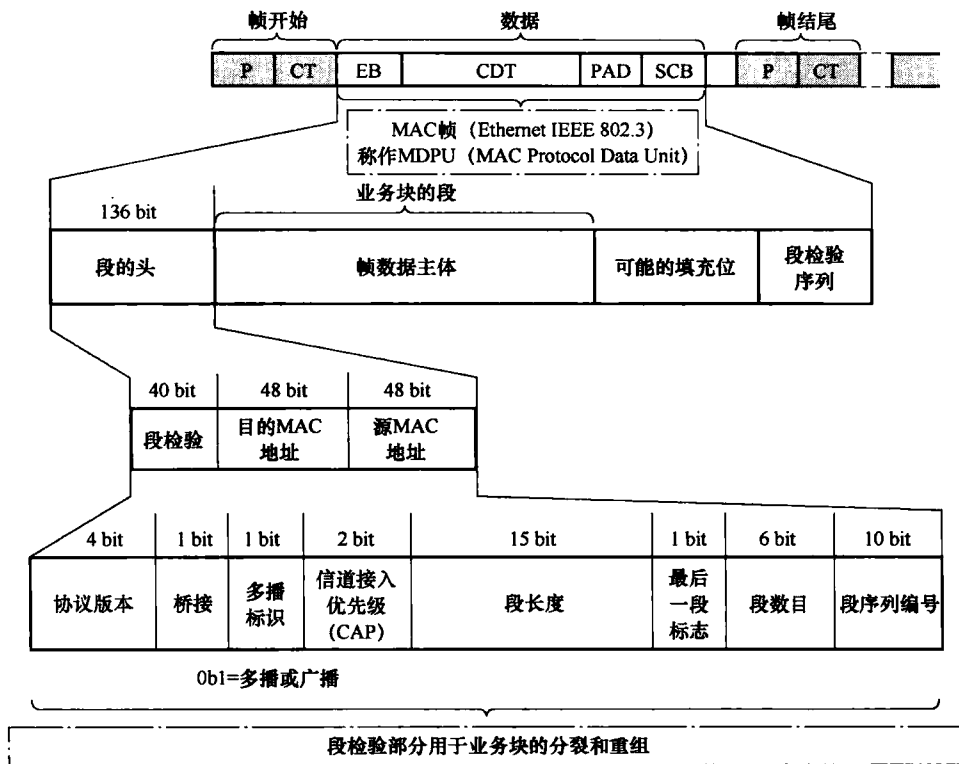 帧开始 数据 帧结尾
P CT EB CDT PAD SCB P CT
MAC帧（Ethernet IEEE 802.3）
称作MDPU（MAC Protocol Data Unit）
业务块的段
136 bit
段的头 帧数据主体 可能的填充位 段检验
序列
40 bit 48 bit 48 bit
段检验 目的MAC
地址 源MAC
地址
4 bit 1 bit 1 bit 2 bit 15 bit 1 bit 6 bit 10 bit
协议版本 桥接 多播
标识 信道接入
优先级
(CAP) 段长度 最后
一段
标志 段数目 段序列编号
0b1=多播或广播
段检验部分用于业务块的分裂和重组